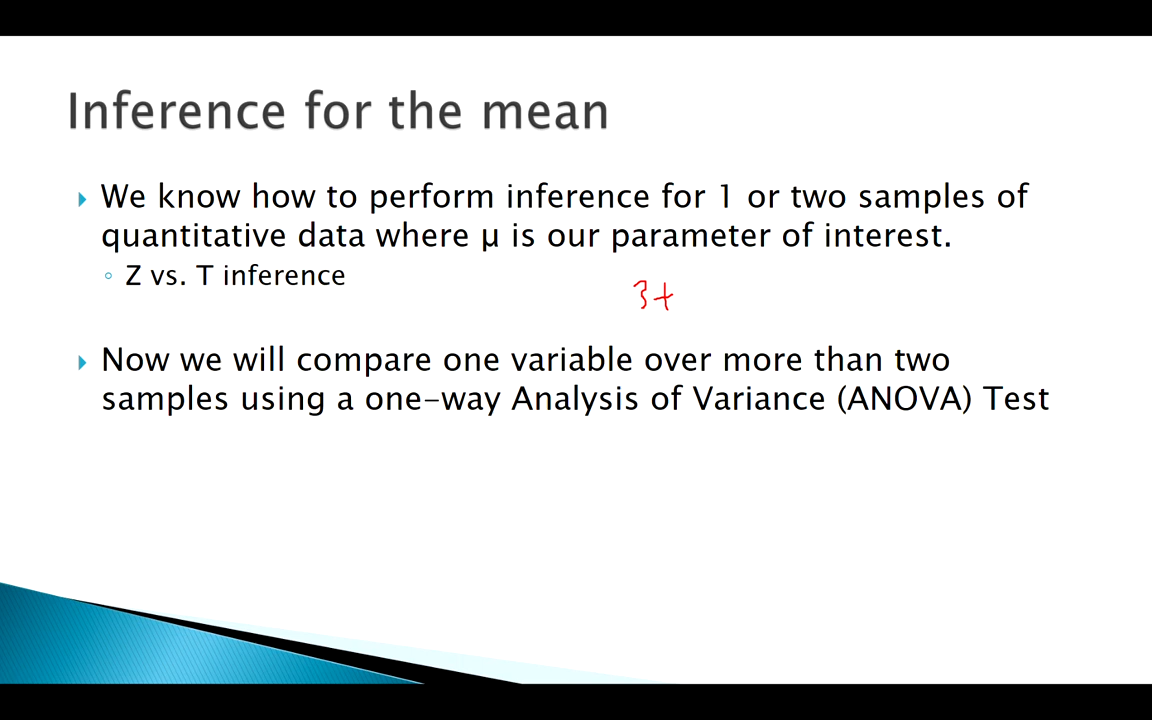 Inference for the mean
We know how to perform inference for 1 or two samples of
quantitative data where µ is our parameter of interest.
Z vs. T inference
3+
Now we will compare one variable over more than two
samples using a one-way Analysis of Variance (ANOVA) Test